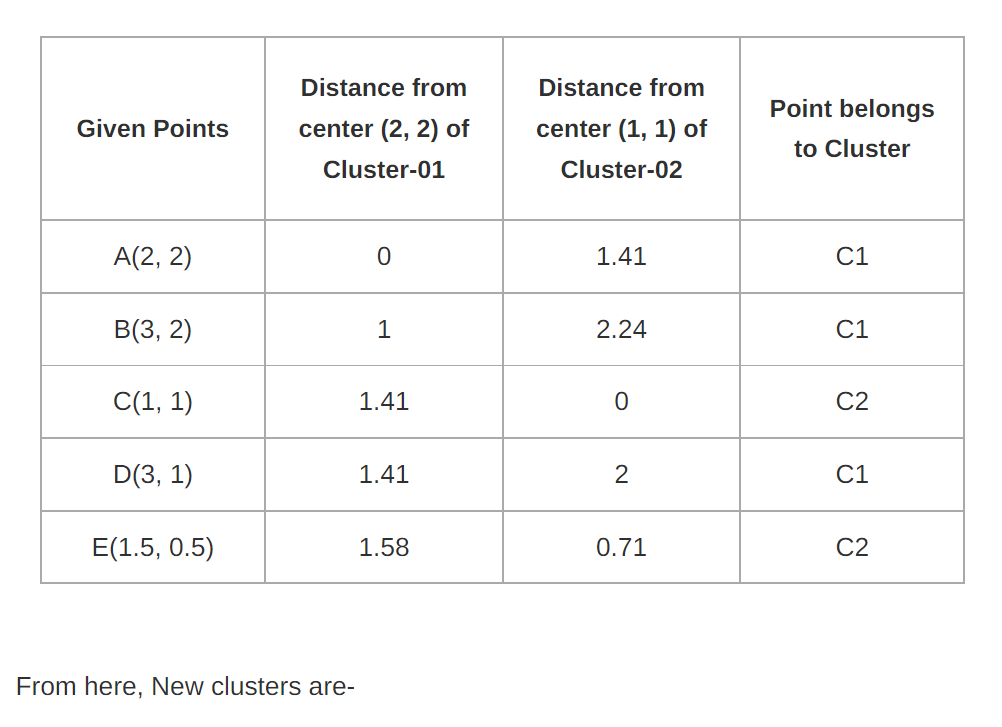 Given Points
Distance from
center (2, 2) of
Cluster-01
Distance from
center (1, 1) of
Cluster-02
Point belongs
to Cluster
A(2, 2)
0
1.41
C1
B(3, 2)
1
2.24
C1
C(1, 1)
1.41
0
C2
D(3, 1)
1.41
2
C1
E(1.5, 0.5)
1.58
0.71
C2
From here, New clusters are-